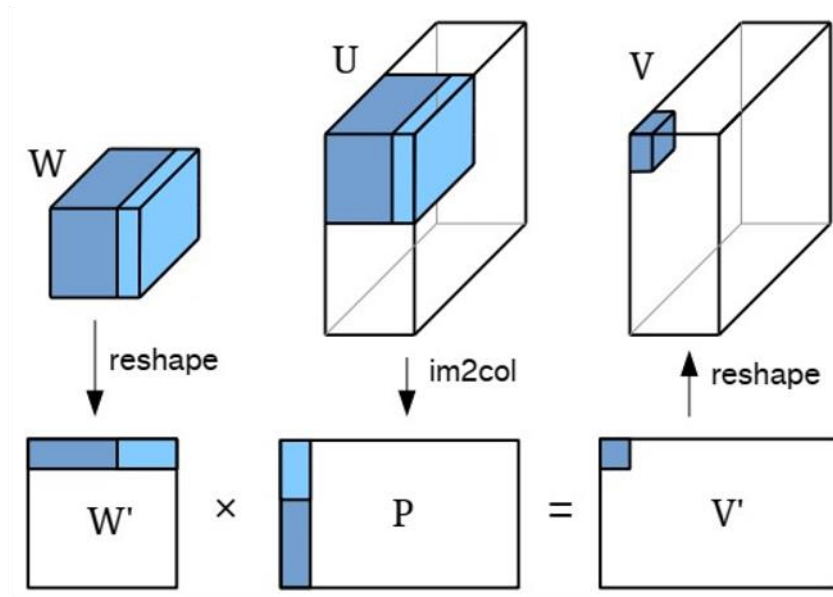 W
U
V
reshape
im2col
reshape
W' × P = V'